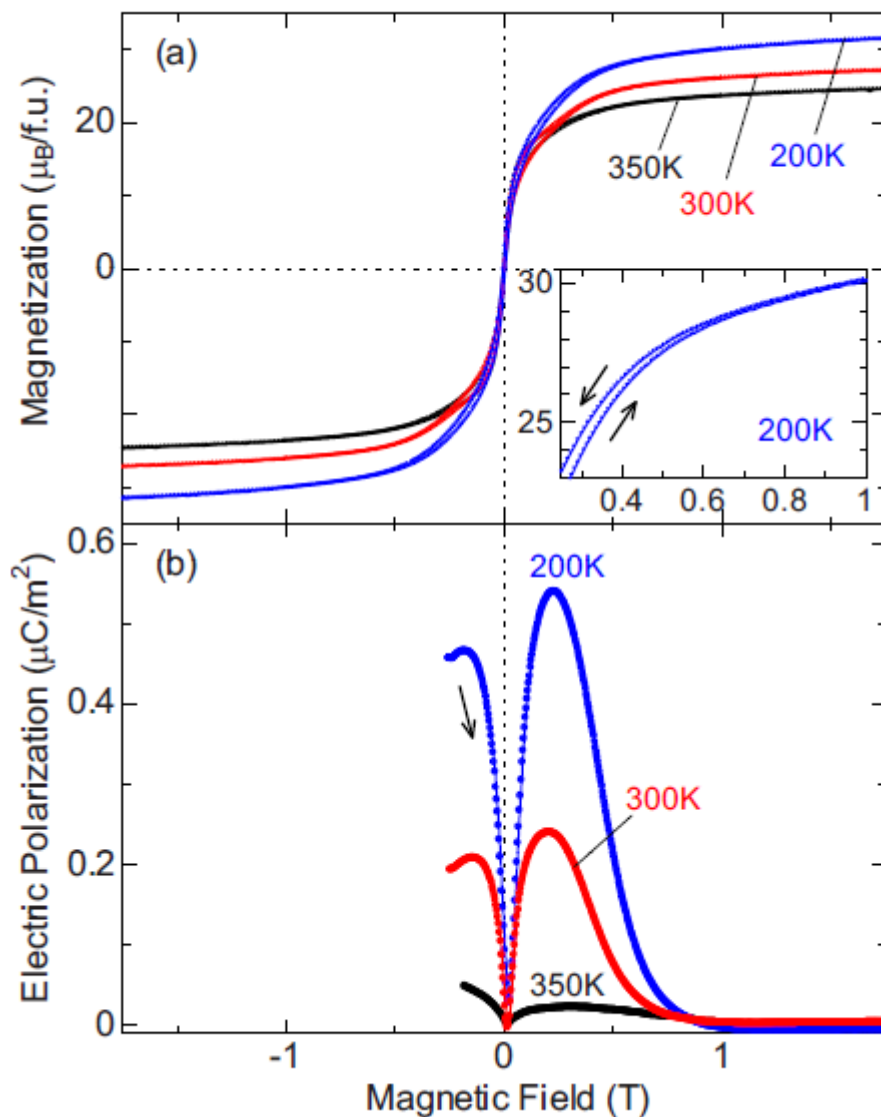 (a)
Magnetization (μB/f.u.)
20
0
350K
300K
200K
30
25
200K
0.4
0.6
0.8
1
(b)
Electric Polarization (μC/m²)
0.6
0.4
0.2
0
200K
300K
350K
-1
0
1
Magnetic Field (T)